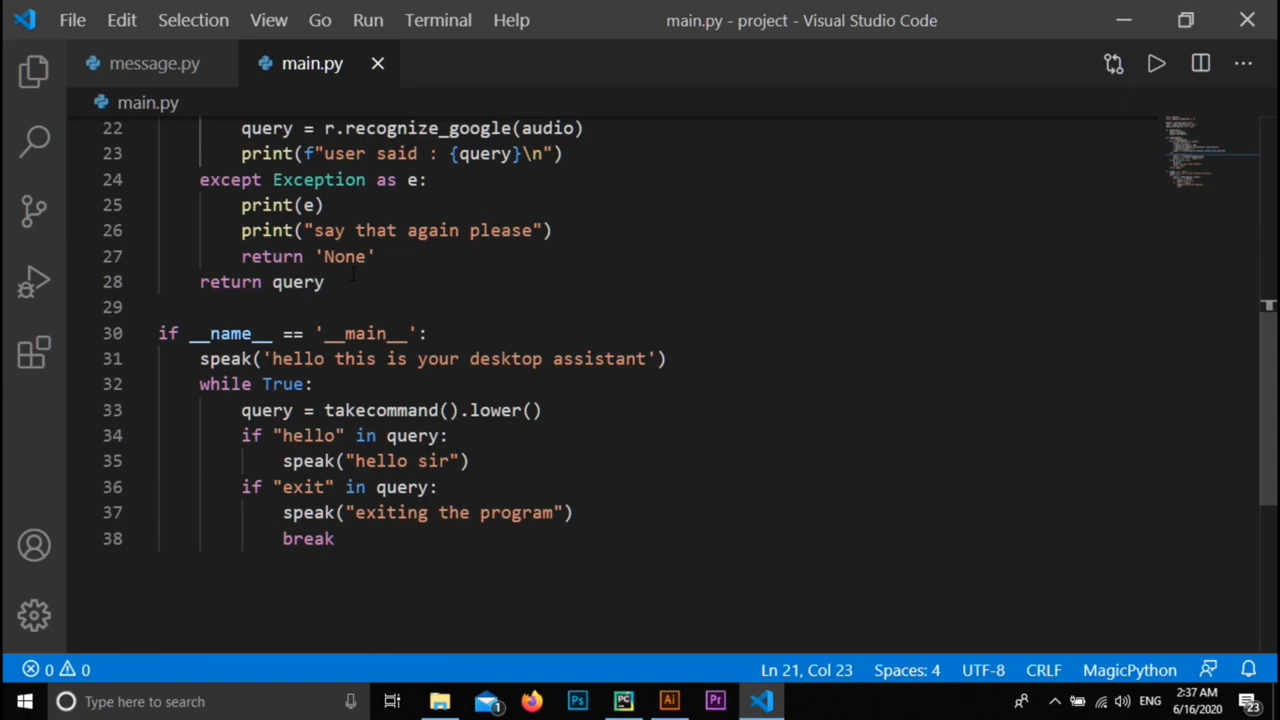 File Edit Selection View Go Run Terminal Help main.py - project - Visual Studio Code
message.py main.py
main.py
22 query = r.recognize_google(audio)
23 print(f"user said : {query}\n")
24 except Exception as e:
25 print(e)
26 print("say that again please")
27 return 'None'
28 return query
29
30 if __name__ == '__main__':
31 speak('hello this is your desktop assistant')
32 while True:
33 query = takecommand().lower()
34 if "hello" in query:
35 speak("hello sir")
36 if "exit" in query:
37 speak("exiting the program")
38 break
0 0 Ln 21, Col 23 Spaces: 4 UTF-8 CRLF MagicPython
Type here to search 1 Ps Ai Pr ENG 2:37 AM
6/16/2020 23